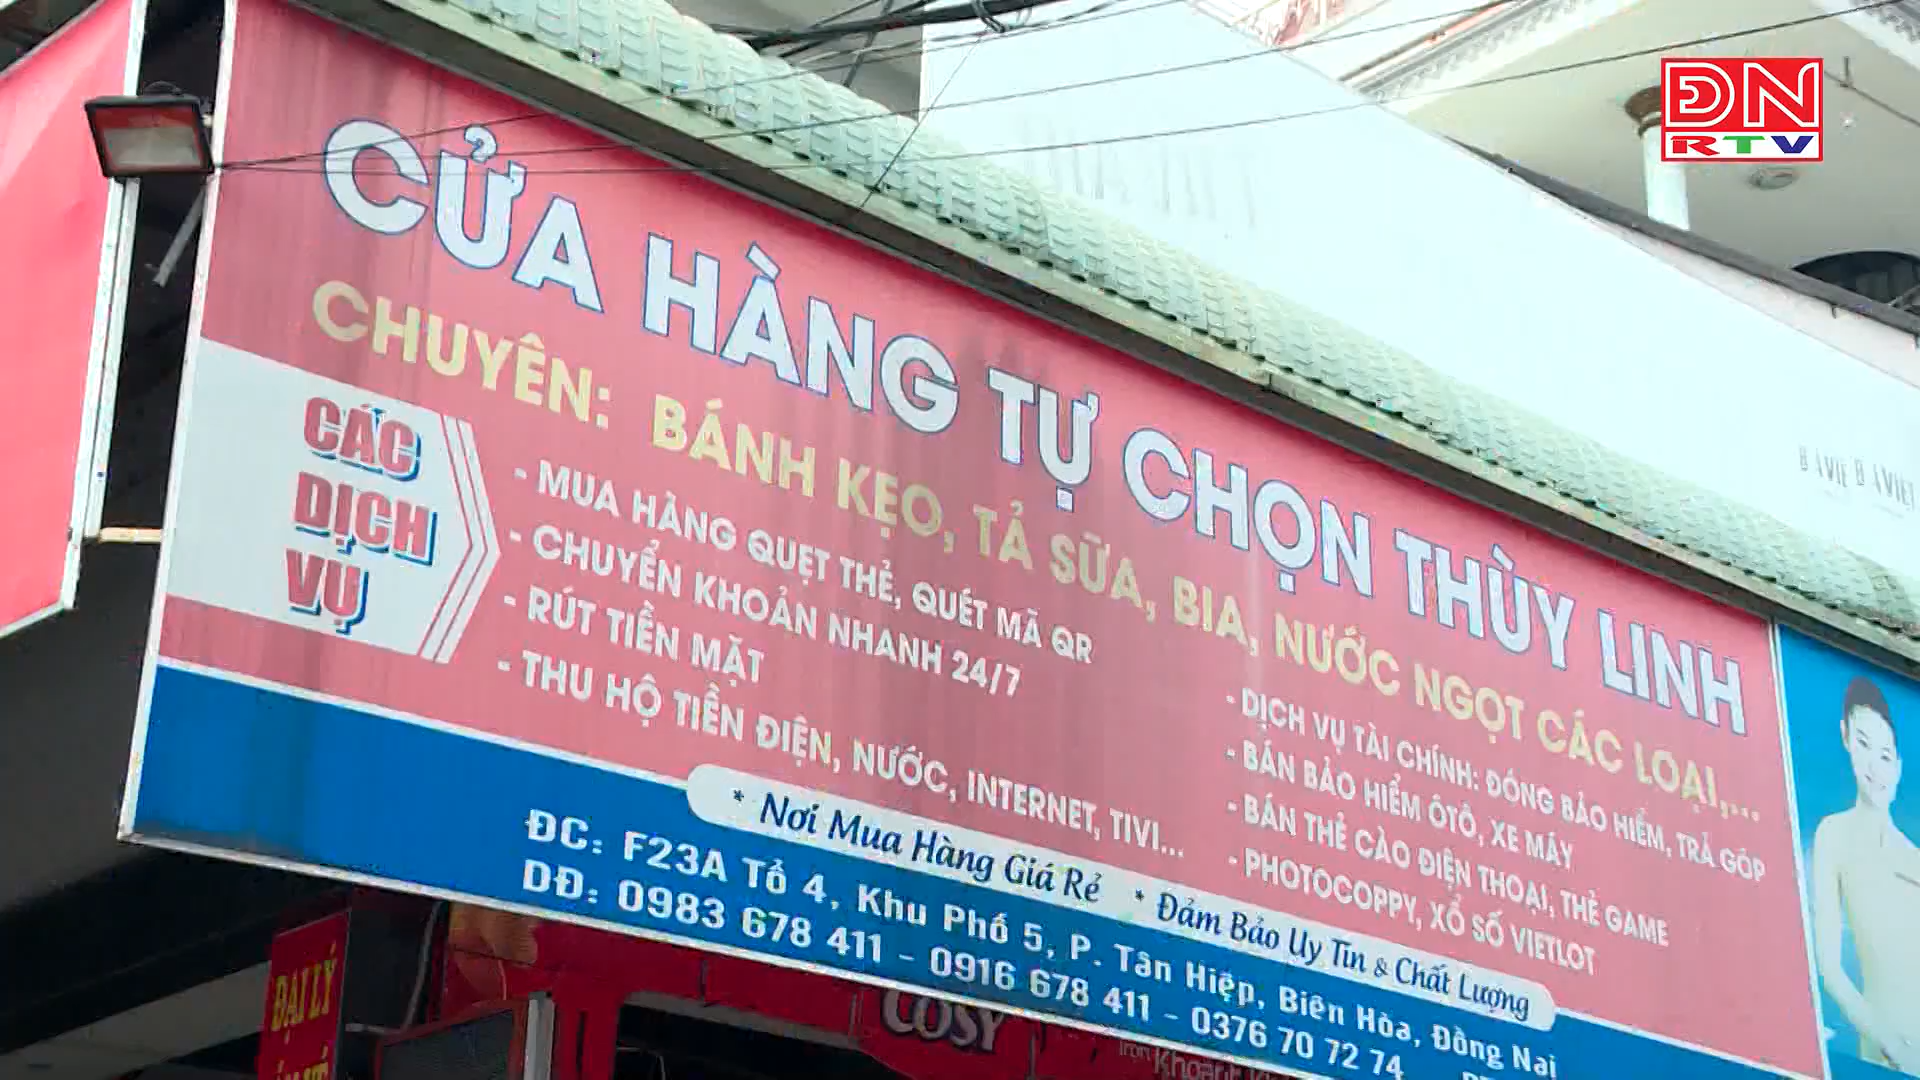 ĐN
RTV
CỬA HÀNG TỰ CHỌN THÙY LINH
CHUYÊN: BÁNH KẸO, TẢ SỮA, BIA, NƯỚC NGỌT CÁC LOẠI,...
CÁC
DỊCH
VỤ
- MUA HÀNG QUẸT THẺ, QUÉT MÃ QR
- CHUYỂN KHOẢN NHANH 24/7
- RÚT TIỀN MẶT
- THU HỘ TIỀN ĐIỆN, NƯỚC, INTERNET, TIVI...
- DỊCH VỤ TÀI CHÍNH: ĐÓNG BẢO HIỂM, TRẢ GÓP
- BÁN BẢO HIỂM ÔTÔ, XE MÁY
- BÁN THẺ CÀO ĐIỆN THOẠI, THẺ GAME
- PHOTOCOPPY, XỔ SỐ VIETLOT
* Nơi Mua Hàng Giá Rẻ * Đảm Bảo Uy Tín & Chất Lượng
ĐC: F23A Tổ 4, Khu Phố 5, P. Tân Hiệp, Biên Hòa, Đồng Nai
DĐ: 0983 678 411 - 0916 678 411 - 0376 70 72 74
ĐẠI LÝ
COSY